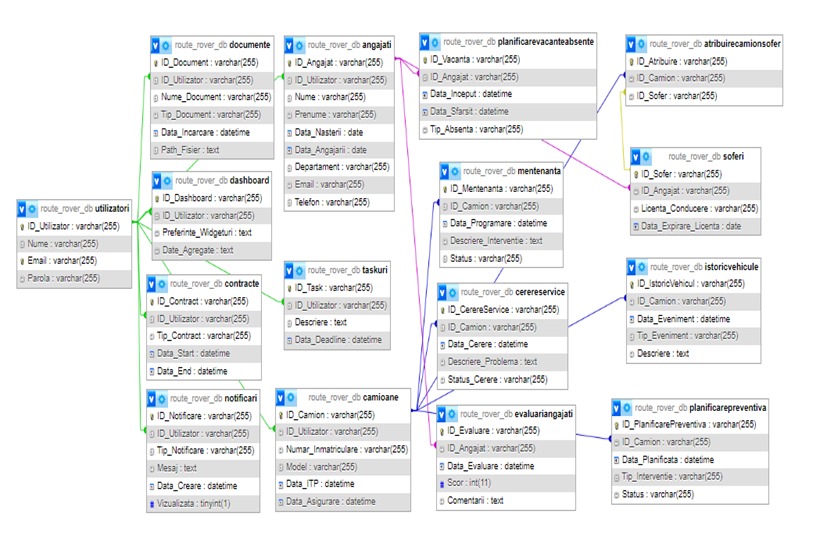 route_rover_db documente
ID_Document : varchar(255)
ID_Utilizator : varchar(255)
Nume_Document : varchar(255)
Tip_Document : varchar(255)
Data_Incarcare : datetime
Path_Fisier : text
route_rover_db angajati
ID_Angajat : varchar(255)
ID_Utilizator : varchar(255)
Nume : varchar(255)
Prenume : varchar(255)
Data_Nasterii : date
Data_Angajarii : date
Departament : varchar(255)
Email : varchar(255)
Telefon : varchar(255)
route_rover_db planificarevacanteabsente
ID_Vacanta : varchar(255)
ID_Angajat : varchar(255)
Data_Inceput : datetime
Data_Sfarsit : datetime
Tip_Absenta : varchar(255)
route_rover_db atribuirecamionsofer
ID_Atribuire : varchar(255)
ID_Camion : varchar(255)
ID_Sofer : varchar(255)
route_rover_db soferi
ID_Sofer : varchar(255)
ID_Angajat : varchar(255)
Licenta_Conducere : varchar(255)
Data_Expirare_Licenta : date
route_rover_db mentenanta
ID_Mentenanta : varchar(255)
ID_Camion : varchar(255)
Data_Programare : datetime
Descriere_Interventie : text
Status : varchar(255)
route_rover_db dashboard
ID_Dashboard : varchar(255)
ID_Utilizator : varchar(255)
Preferinte_Widgeturi : text
Date_Agregate : text
route_rover_db utilizatori
ID_Utilizator : varchar(255)
Nume : varchar(255)
Email : varchar(255)
Parola : varchar(255)
route_rover_db contracte
ID_Contract : varchar(255)
ID_Utilizator : varchar(255)
Tip_Contract : varchar(255)
Data_Start : datetime
Data_End : datetime
route_rover_db taskuri
ID_Task : varchar(255)
ID_Utilizator : varchar(255)
Descriere : text
Data_Deadline : datetime
route_rover_db cerereservice
ID_CerereService : varchar(255)
ID_Camion : varchar(255)
Data_Cerere : datetime
Descriere_Problema : text
Status_Cerere : varchar(255)
route_rover_db istoricvehicule
ID_IstoricVehicul : varchar(255)
ID_Camion : varchar(255)
Data_Eveniment : datetime
Tip_Eveniment : varchar(255)
Descriere : text
route_rover_db notificari
ID_Notificare : varchar(255)
ID_Utilizator : varchar(255)
Tip_Notificare : varchar(255)
Mesaj : text
Data_Creare : datetime
Vizualizata : tinyint(1)
route_rover_db camioane
ID_Camion : varchar(255)
ID_Utilizator : varchar(255)
Numar_Inmatriculare : varchar(255)
Model : varchar(255)
Data_ITP : datetime
Data_Asigurare : datetime
route_rover_db evaluariangajati
ID_Evaluare : varchar(255)
ID_Angajat : varchar(255)
Data_Evaluare : datetime
Scor : int(11)
Comentarii : text
route_rover_db planificarepreventiva
ID_PlanificarePreventiva : varchar(255)
ID_Camion : varchar(255)
Data_Planificata : datetime
Tip_Interventie : varchar(255)
Status : varchar(255)